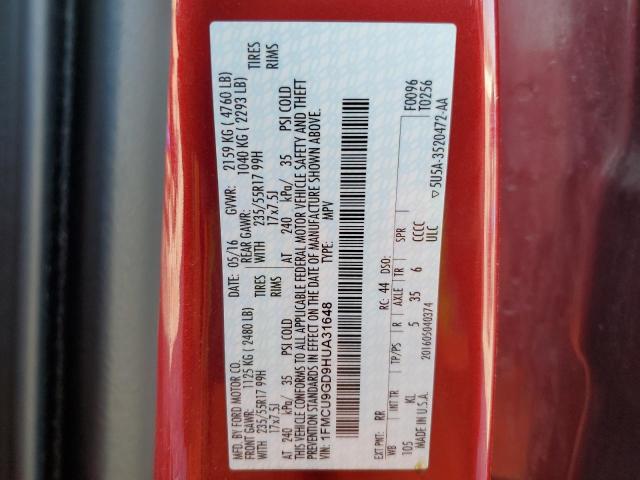 MFD. BY FORD MOTOR CO.
DATE: 05/16 GVWR: 2159 KG ( 4760 LB)
FRONT GAWR: 1125 KG ( 2480 LB) REAR GAWR: 1040 KG ( 2293 LB)
WITH 235/55R17 99H TIRES WITH 235/55R17 99H TIRES
17x7.5J RIMS 17x7.5J RIMS
AT 240 kPa/ 35 PSI COLD AT 240 kPa/ 35 PSI COLD
THIS VEHICLE CONFORMS TO ALL APPLICABLE FEDERAL MOTOR VEHICLE SAFETY AND THEFT
PREVENTION STANDARDS IN EFFECT ON THE DATE OF MANUFACTURE SHOWN ABOVE.
VIN: 1FMCU9GD9HUA31648
TYPE: MPV
F0096
T0256
EXT PNT: RR RC: 44 DSO:
WB INT TR TP/PS R AXLE TR SPR
105 KL 5 35 6 CCCC
ULC
MADE IN U.S.A. 201605040374
▽5U5A-3520472-AA